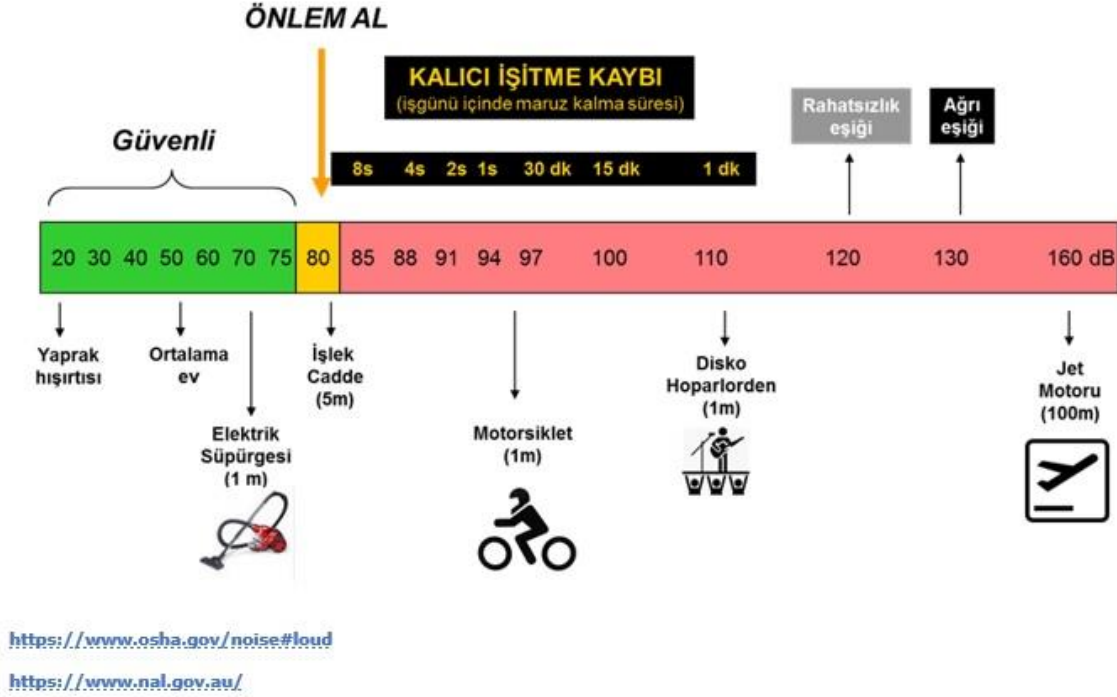 ÖNLEM AL
KALICI İŞİTME KAYBI
(işgünü içinde maruz kalma süresi)
Güvenli
Rahatsızlık
eşiği
Ağrı
eşiği
8s 4s 2s 1s 30 dk 15 dk 1 dk
20 30 40 50 60 70 75 80 85 88 91 94 97 100 110 120 130 160 dB
Yaprak
hışırtısı
Ortalama
ev
Elektrik
Süpürgesi
(1 m)
İşlek
Cadde
(5m)
Motorsiklet
(1m)
Disko
Hoparlorden
(1m)
Jet
Motoru
(100m)
https://www.osha.gov/noise#loud
https://www.nal.gov.au/